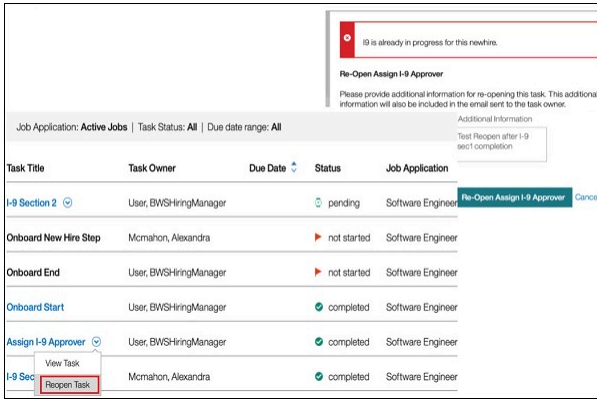 I9 is already in progress for this newhire.
Re-Open Assign I-9 Approver
Please provide additional information for re-opening this task. This additional
information will also be included in the email sent to the task owner.
Additional Information
Test Reopen after I-9
sec1 completion
Re-Open Assign I-9 Approver Cance
Job Application: Active Jobs | Task Status: All | Due date range: All
Task Title Task Owner Due Date Status Job Application
I-9 Section 2 User, BWSHiringManager pending Software Engineer
Onboard New Hire Step Mcmahon, Alexandra not started Software Engineer
Onboard End User, BWSHiringManager not started Software Engineer
Onboard Start User, BWSHiringManager completed Software Engineer
Assign I-9 Approver User, BWSHiringManager completed Software Engineer
View Task
I-9 Sec Mcmahon, Alexandra completed Software Engineer
Reopen Task